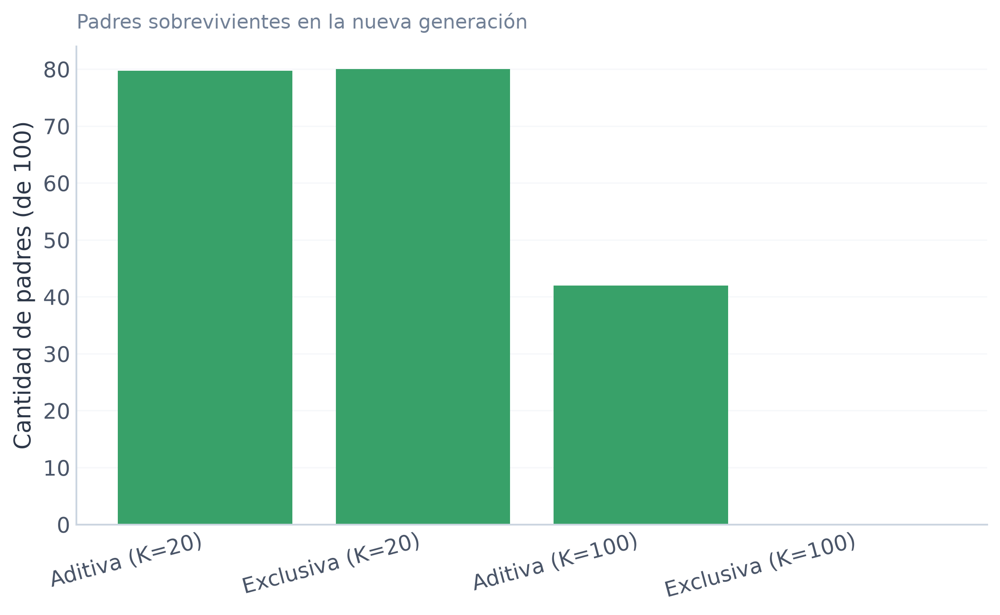 Padres sobrevivientes en la nueva generación
Cantidad de padres (de 100)
80
70
60
50
40
30
20
10
0
Aditiva (K=20)
Exclusiva (K=20)
Aditiva (K=100)
Exclusiva (K=100)